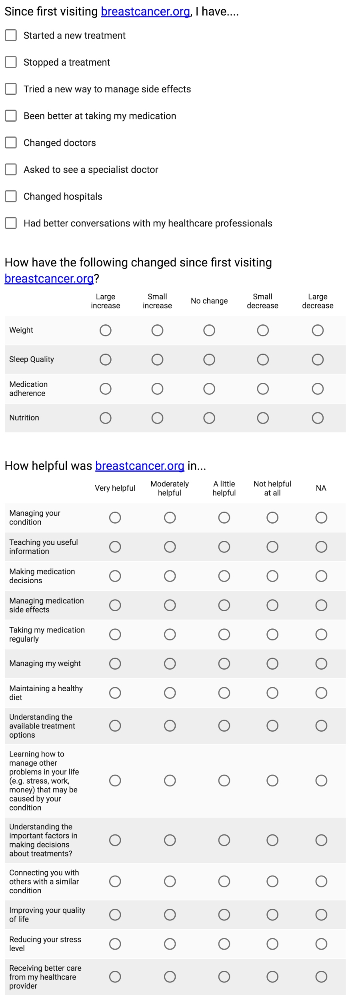 Since first visiting breastcancer.org, I have....
Started a new treatment
Stopped a treatment
Tried a new way to manage side effects
Been better at taking my medication
Changed doctors
Asked to see a specialist doctor
Changed hospitals
Had better conversations with my healthcare professionals
How have the following changed since first visiting
breastcancer.org?
Large increase
Small increase
No change
Small decrease
Large decrease
Weight
Sleep Quality
Medication
adherence
Nutrition
How helpful was breastcancer.org in...
Very helpful
Moderately helpful
A little helpful
Not helpful at all
NA
Managing your
condition
Teaching you useful
information
Making medication
decisions
Managing medication
side effects
Taking my medication
regularly
Managing my weight
Maintaining a healthy
diet
Understanding the
available treatment
options
Learning how to
manage other
problems in your life
(e.g. stress, work,
money) that may be
caused by your
condition
Understanding the
important factors in
making decisions
about treatments?
Connecting you with
others with a similar
condition
Improving your quality
of life
Reducing your stress
level
Receiving better care
from my healthcare
provider